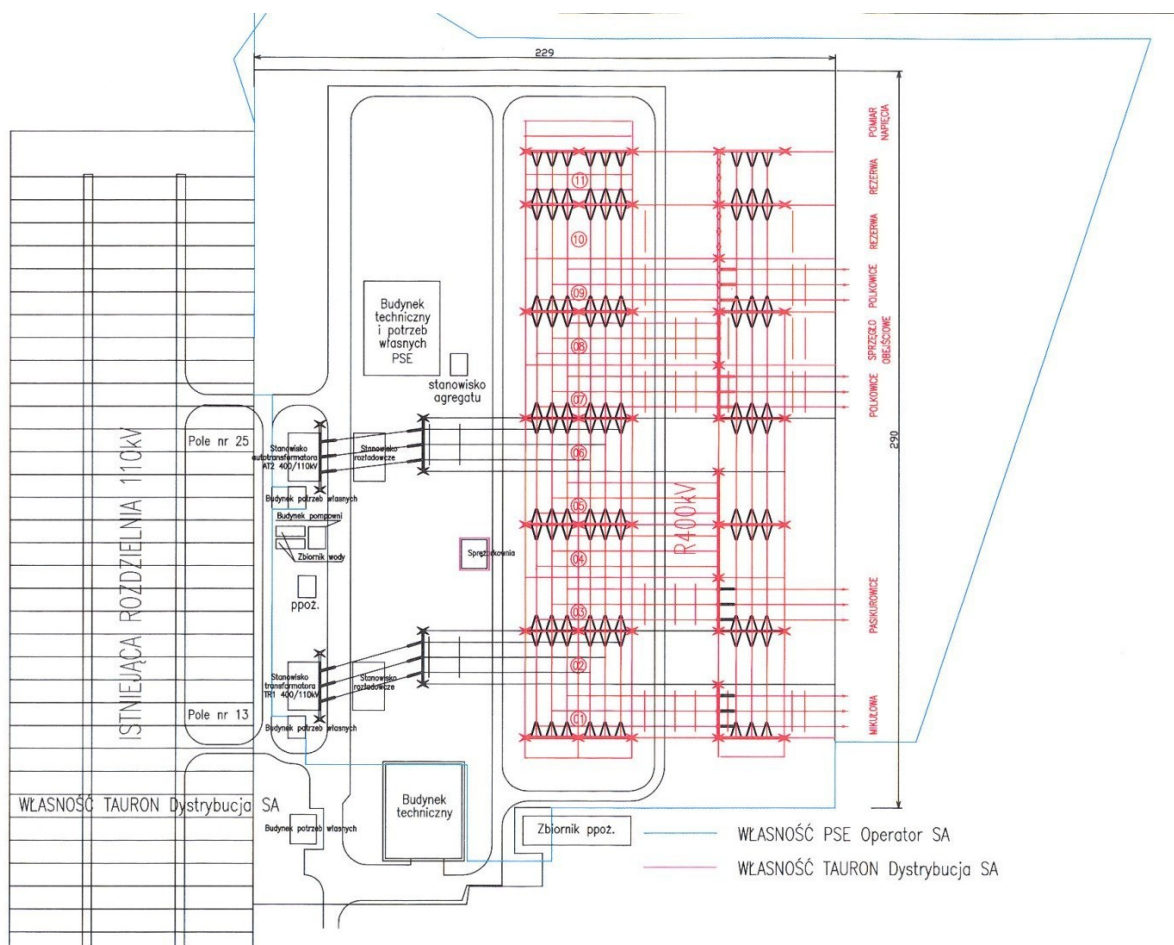 229
290
POMIAR
NAPIĘCIA
REZERWA
REZERWA
POLKOWICE
SPRZĘGŁO
OBEJŚCIOWE
POLKOWICE
PASIKUROWICE
MIKUŁOWA
11
10
09
08
07
06
05
04
03
02
01
R400kV
Budynek
techniczny
i potrzeb
własnych
PSE
stanowisko
agregatu
ISTNIEJĄCA ROZDZIELNIA 110kV
Pole nr 25
Stanowisko
autotransformatora
AT2 400/110kV
Stanowisko
rozładowcze
Budynek potrzeb własnych
Budynek pompowni
Zbiornik wody
ppoż.
Sprężarkownia
Stanowisko
transformatora
TR1 400/110kV
Stanowisko
rozładowcze
Pole nr 13
Budynek potrzeb własnych
WŁASNOŚĆ TAURON Dystrybucja SA
Budynek potrzeb własnych
Budynek
techniczny
Zbiornik ppoż.
WŁASNOŚĆ PSE Operator SA
WŁASNOŚĆ TAURON Dystrybucja SA